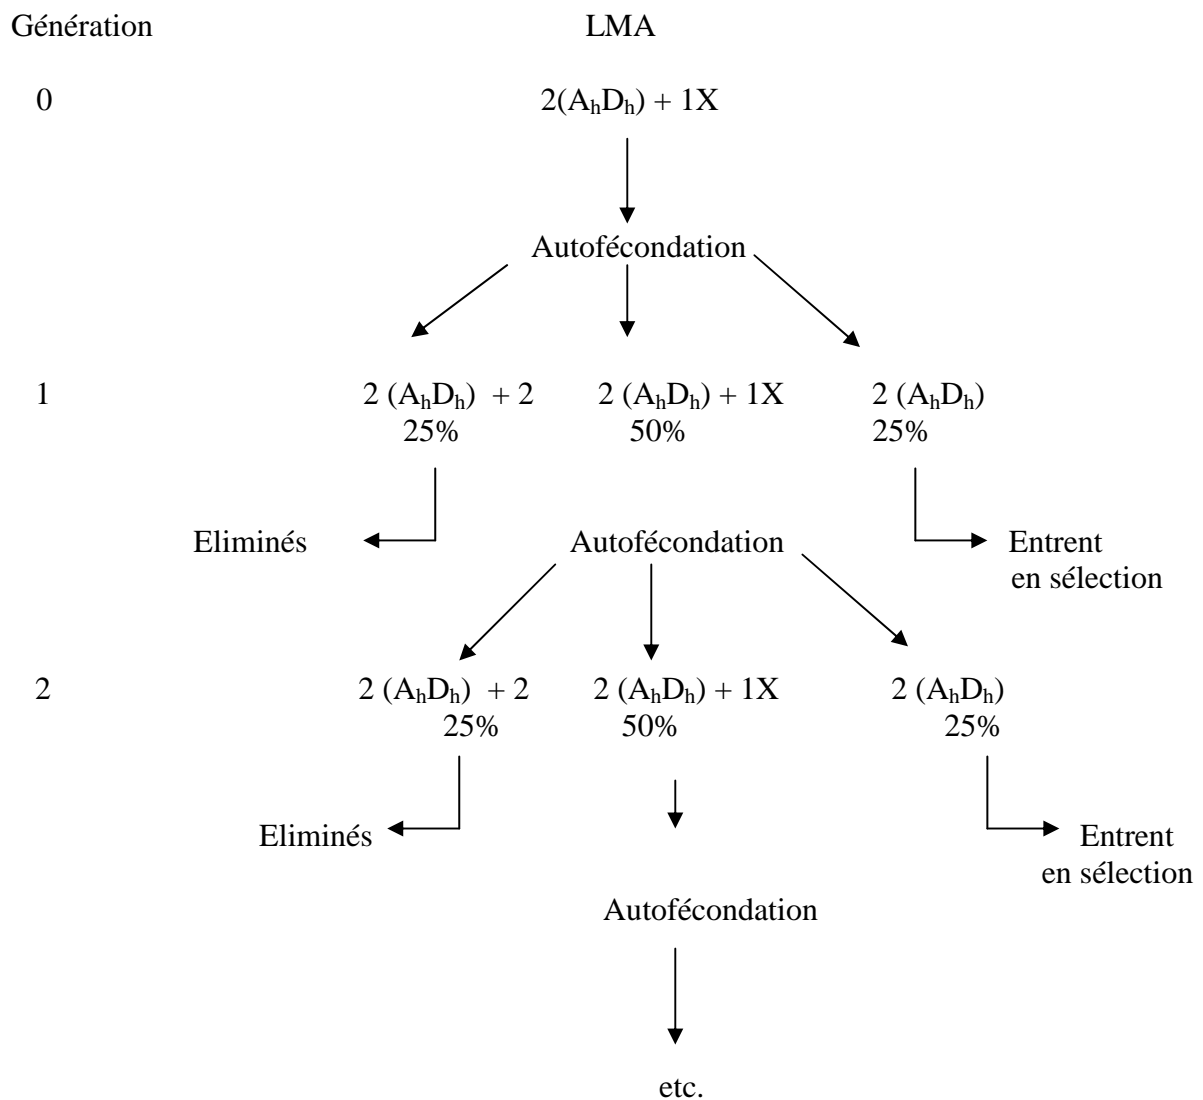 Génération LMA
0 2(AhDh) + 1X
Autofécondation
1 2 (AhDh) + 2 2 (AhDh) + 1X 2 (AhDh)
25% 50% 25%
Eliminés Autofécondation Entrent
en sélection
2 2 (AhDh) + 2 2 (AhDh) + 1X 2 (AhDh)
25% 50% 25%
Eliminés Entrent
en sélection
Autofécondation
etc.